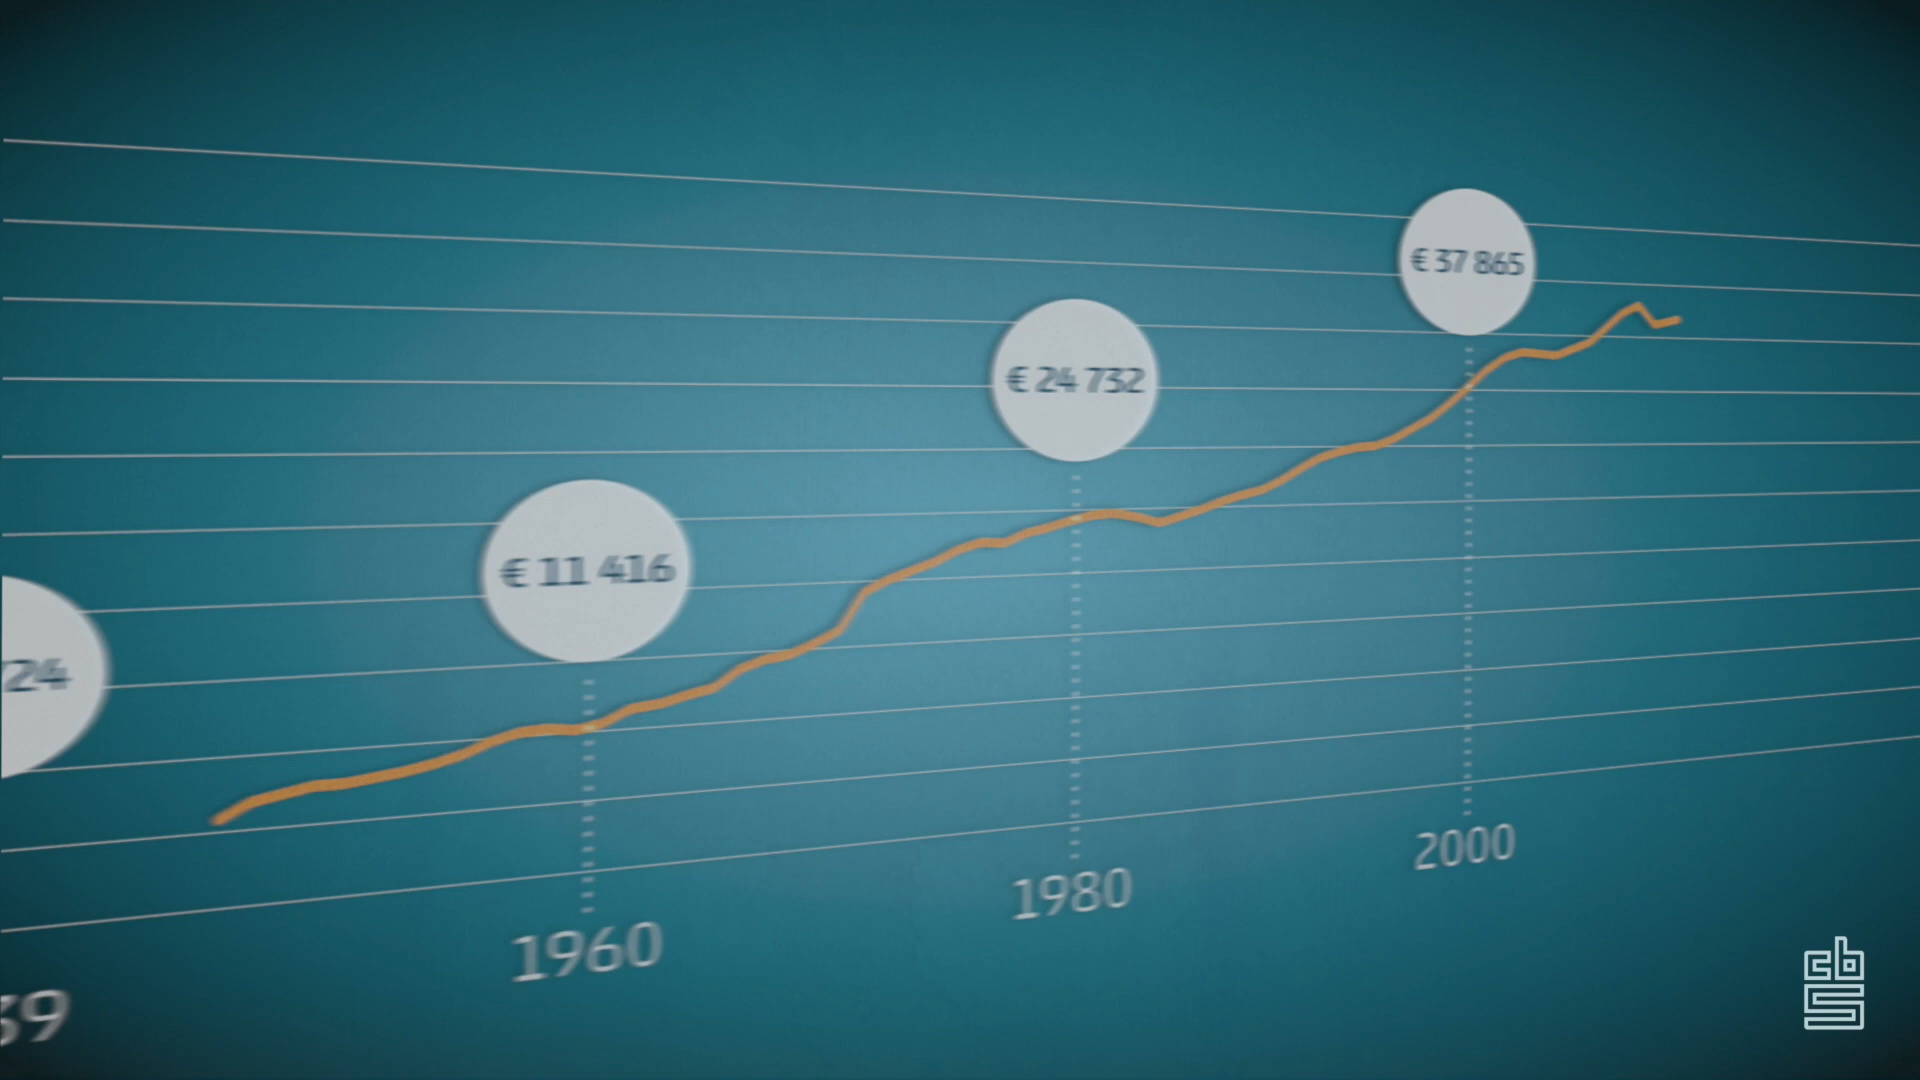 € 37 865
€ 24 732
€ 11 416
24
2000
1980
1960
39
cbs